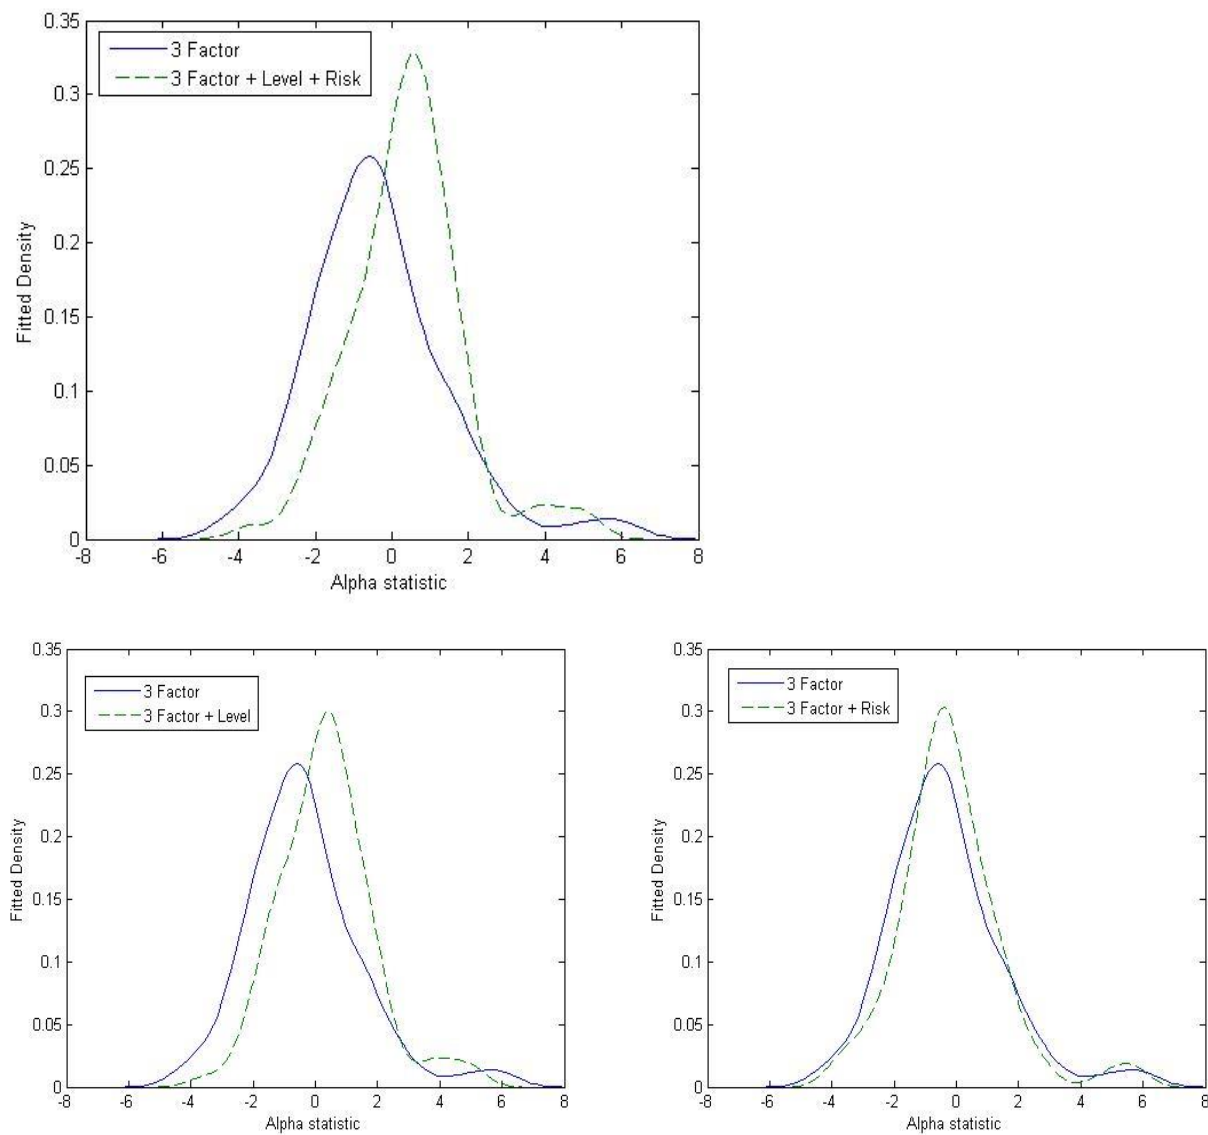 0.35
3 Factor
3 Factor + Level + Risk
0.3
0.25
0.2
0.15
0.1
0.05
0
Fitted Density
-8 -6 -4 -2 0 2 4 6 8
Alpha statistic
0.35
3 Factor
3 Factor + Level
0.3
0.25
0.2
0.15
0.1
0.05
0
Fitted Density
-8 -6 -4 -2 0 2 4 6 8
Alpha statistic
0.35
3 Factor
3 Factor + Risk
0.3
0.25
0.2
0.15
0.1
0.05
0
Fitted Density
-8 -6 -4 -2 0 2 4 6 8
Alpha statistic